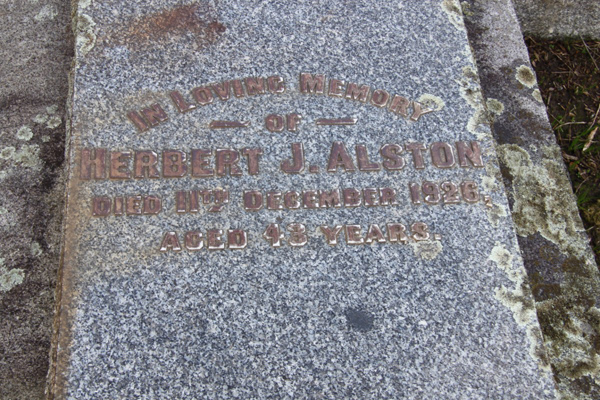 In Loving Memory
of
Herbert J. Alston
Died 11th December 1926,
Aged 43 Years.